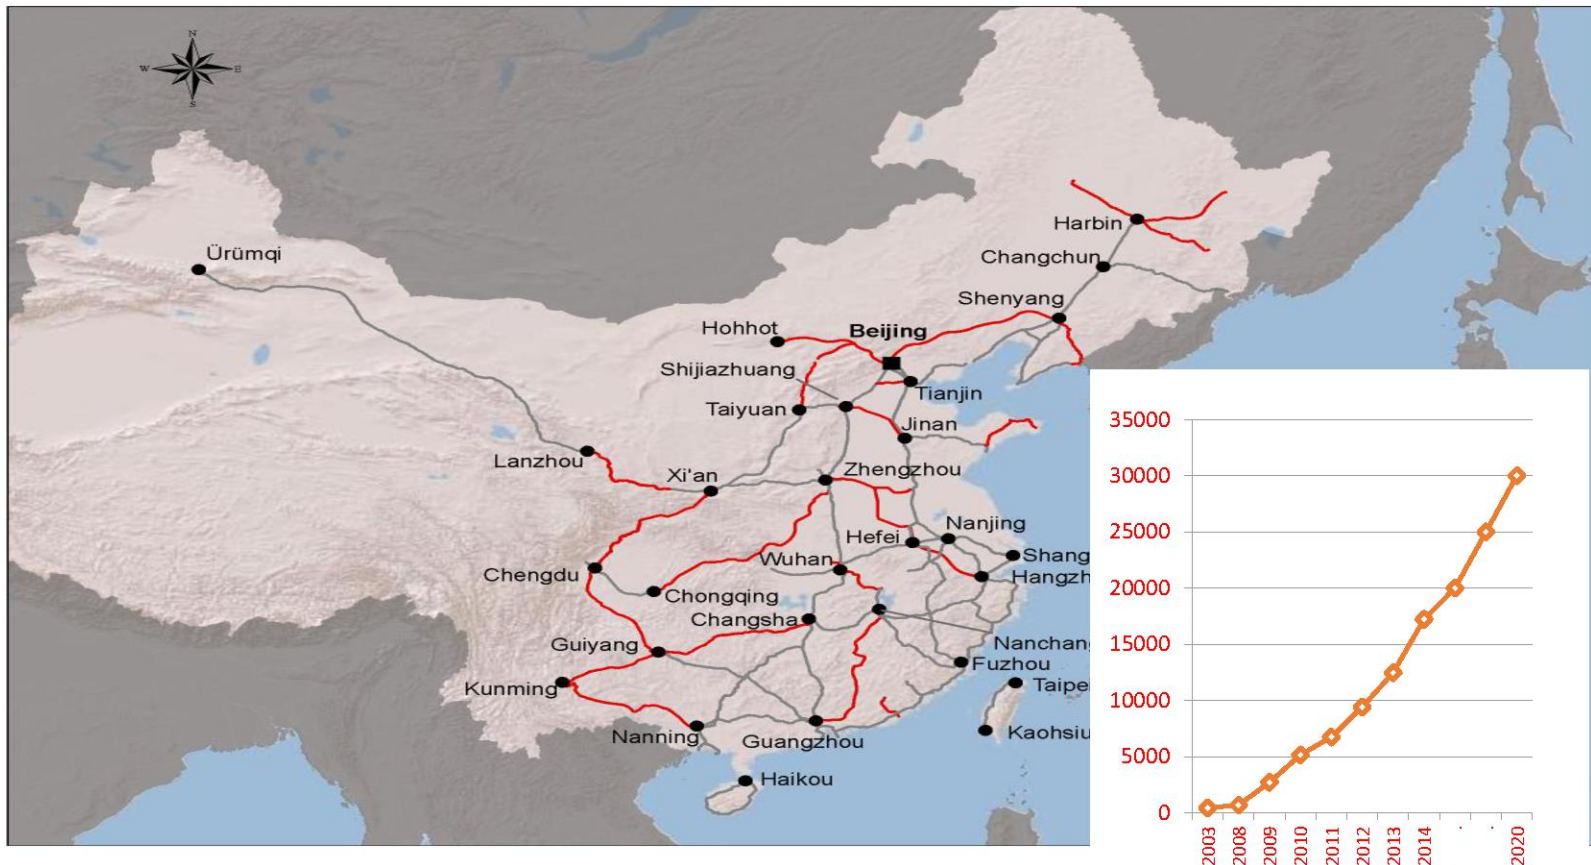 N
W
E
S
Harbin
Ürümqi
Changchun
Shenyang
Hohhot
Beijing
Shijiazhuang
Tianjin
Taiyuan
Jinan
Lanzhou
Xi'an
Zhengzhou
Nanjing
Hefei
Shang
Wuhan
Hangzh
Chengdu
Chongqing
Changsha
Guiyang
Nanchang
Fuzhou
Kunming
Taipei
Nanning
Guangzhou
Kaohsiu
Haikou
35000
30000
25000
20000
15000
10000
5000
0
2003
2008
2009
2010
2011
2012
2013
2014
.
.
2020